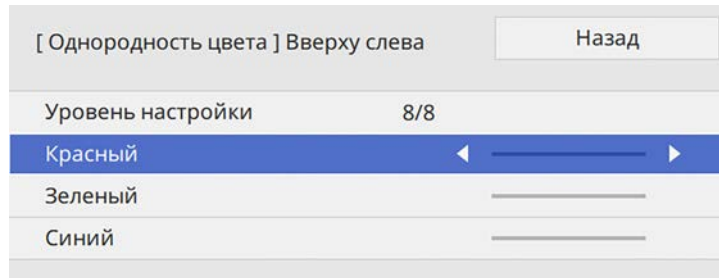 [ Однородность цвета ] Вверху слева
Назад
Уровень настройки 8/8
Красный
Зеленый
Синий